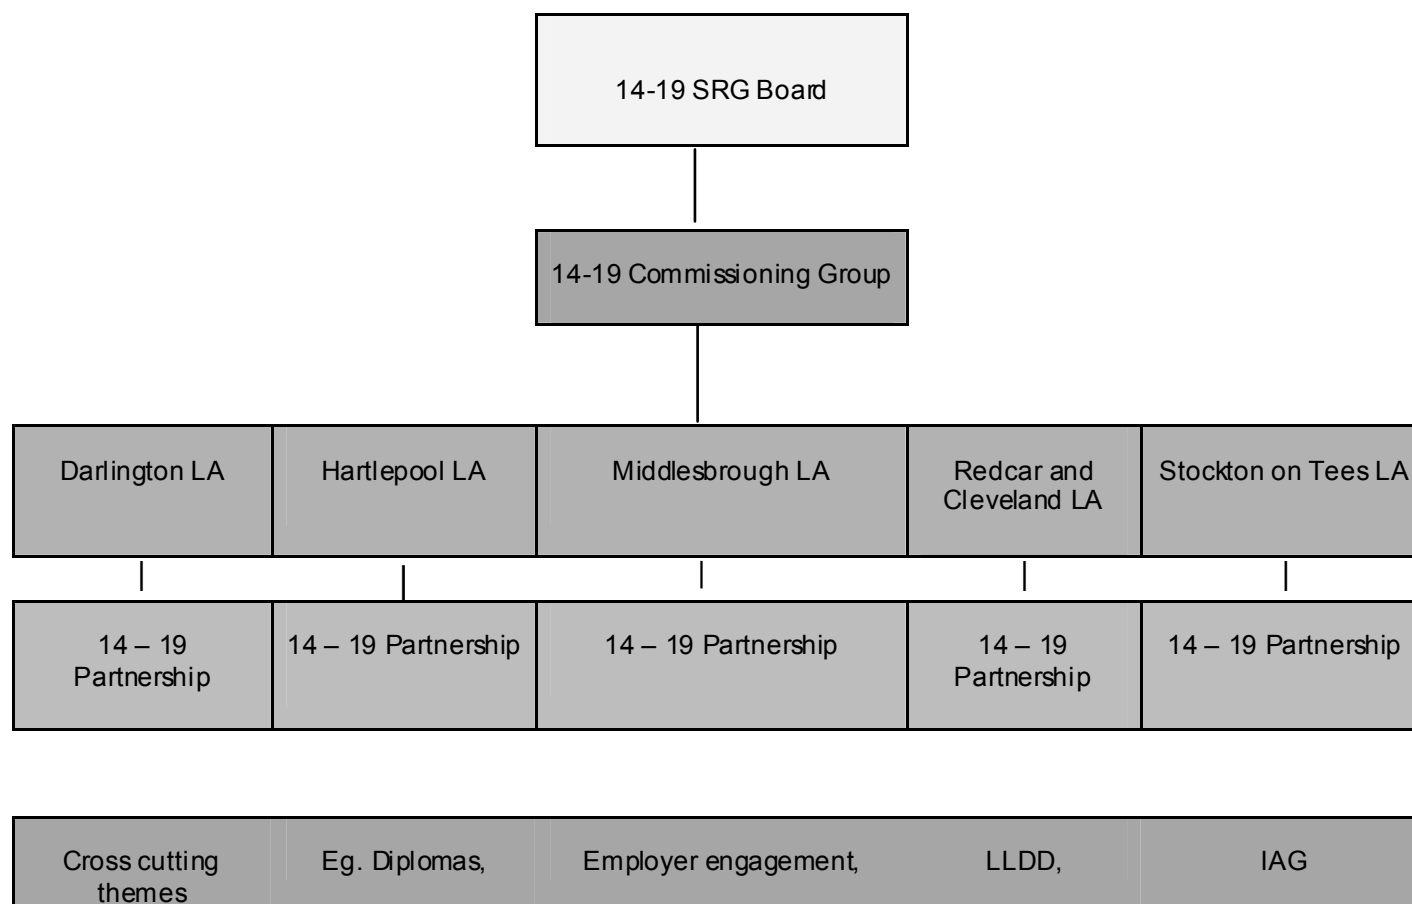 14-19 SRG Board
14-19 Commissioning Group
Darlington LA
Hartlepool LA
Middlesbrough LA
Redcar and
Cleveland LA
Stockton on Tees LA
14 – 19
Partnership
14 – 19 Partnership
14 – 19 Partnership
14 – 19
Partnership
14 – 19 Partnership
Cross cutting
themes
Eg. Diplomas,
Employer engagement,
LLDD,
IAG